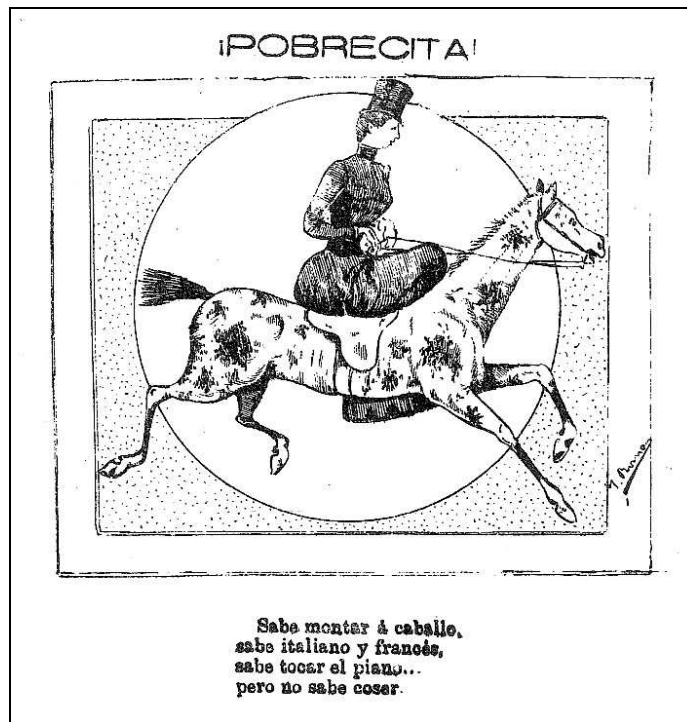 ¡POBRECITA!
Sabe montar á caballo,
sabe italiano y francés,
sabe tocar el piano...
pero no sabe coser.